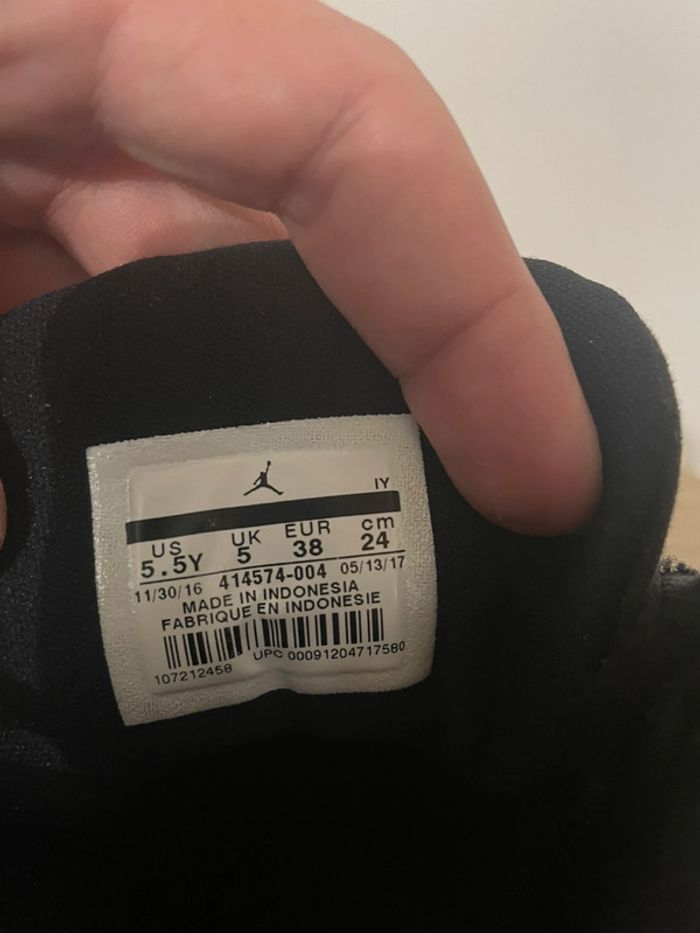 IY
US UK EUR cm
5.5Y 5 38 24
11/30/16 414574-004 05/13/17
MADE IN INDONESIA
FABRIQUE EN INDONESIE
107212458 UPC 00091204717580